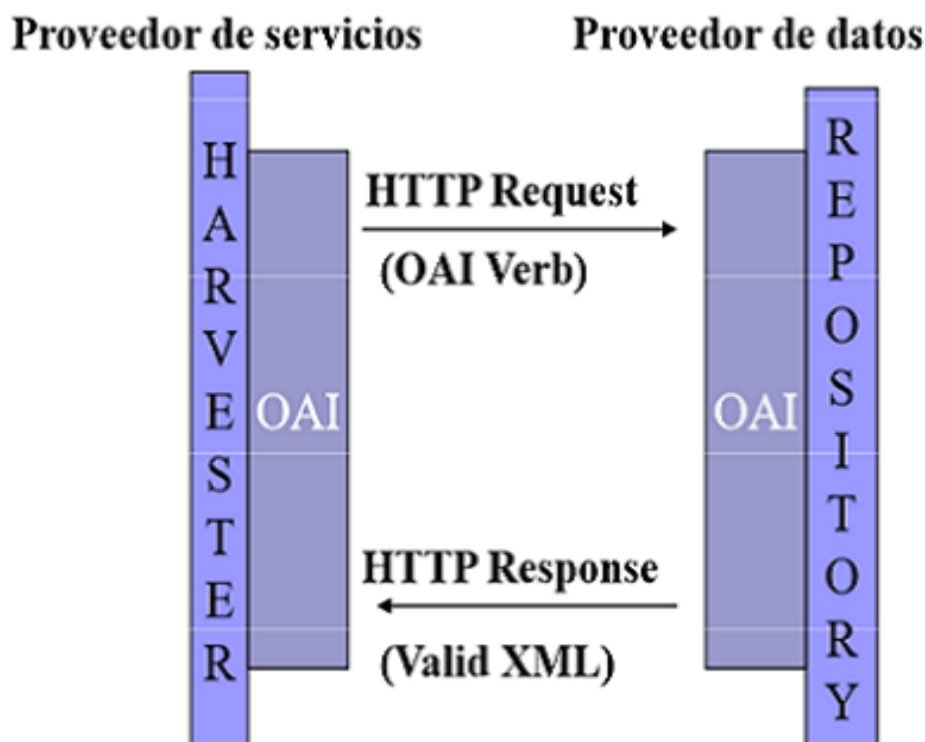 Proveedor de servicios
Proveedor de datos
HARVESTER
OAI
HTTP Request
(OAI Verb)
HTTP Response
(Valid XML)
OAI
REPOSITORY